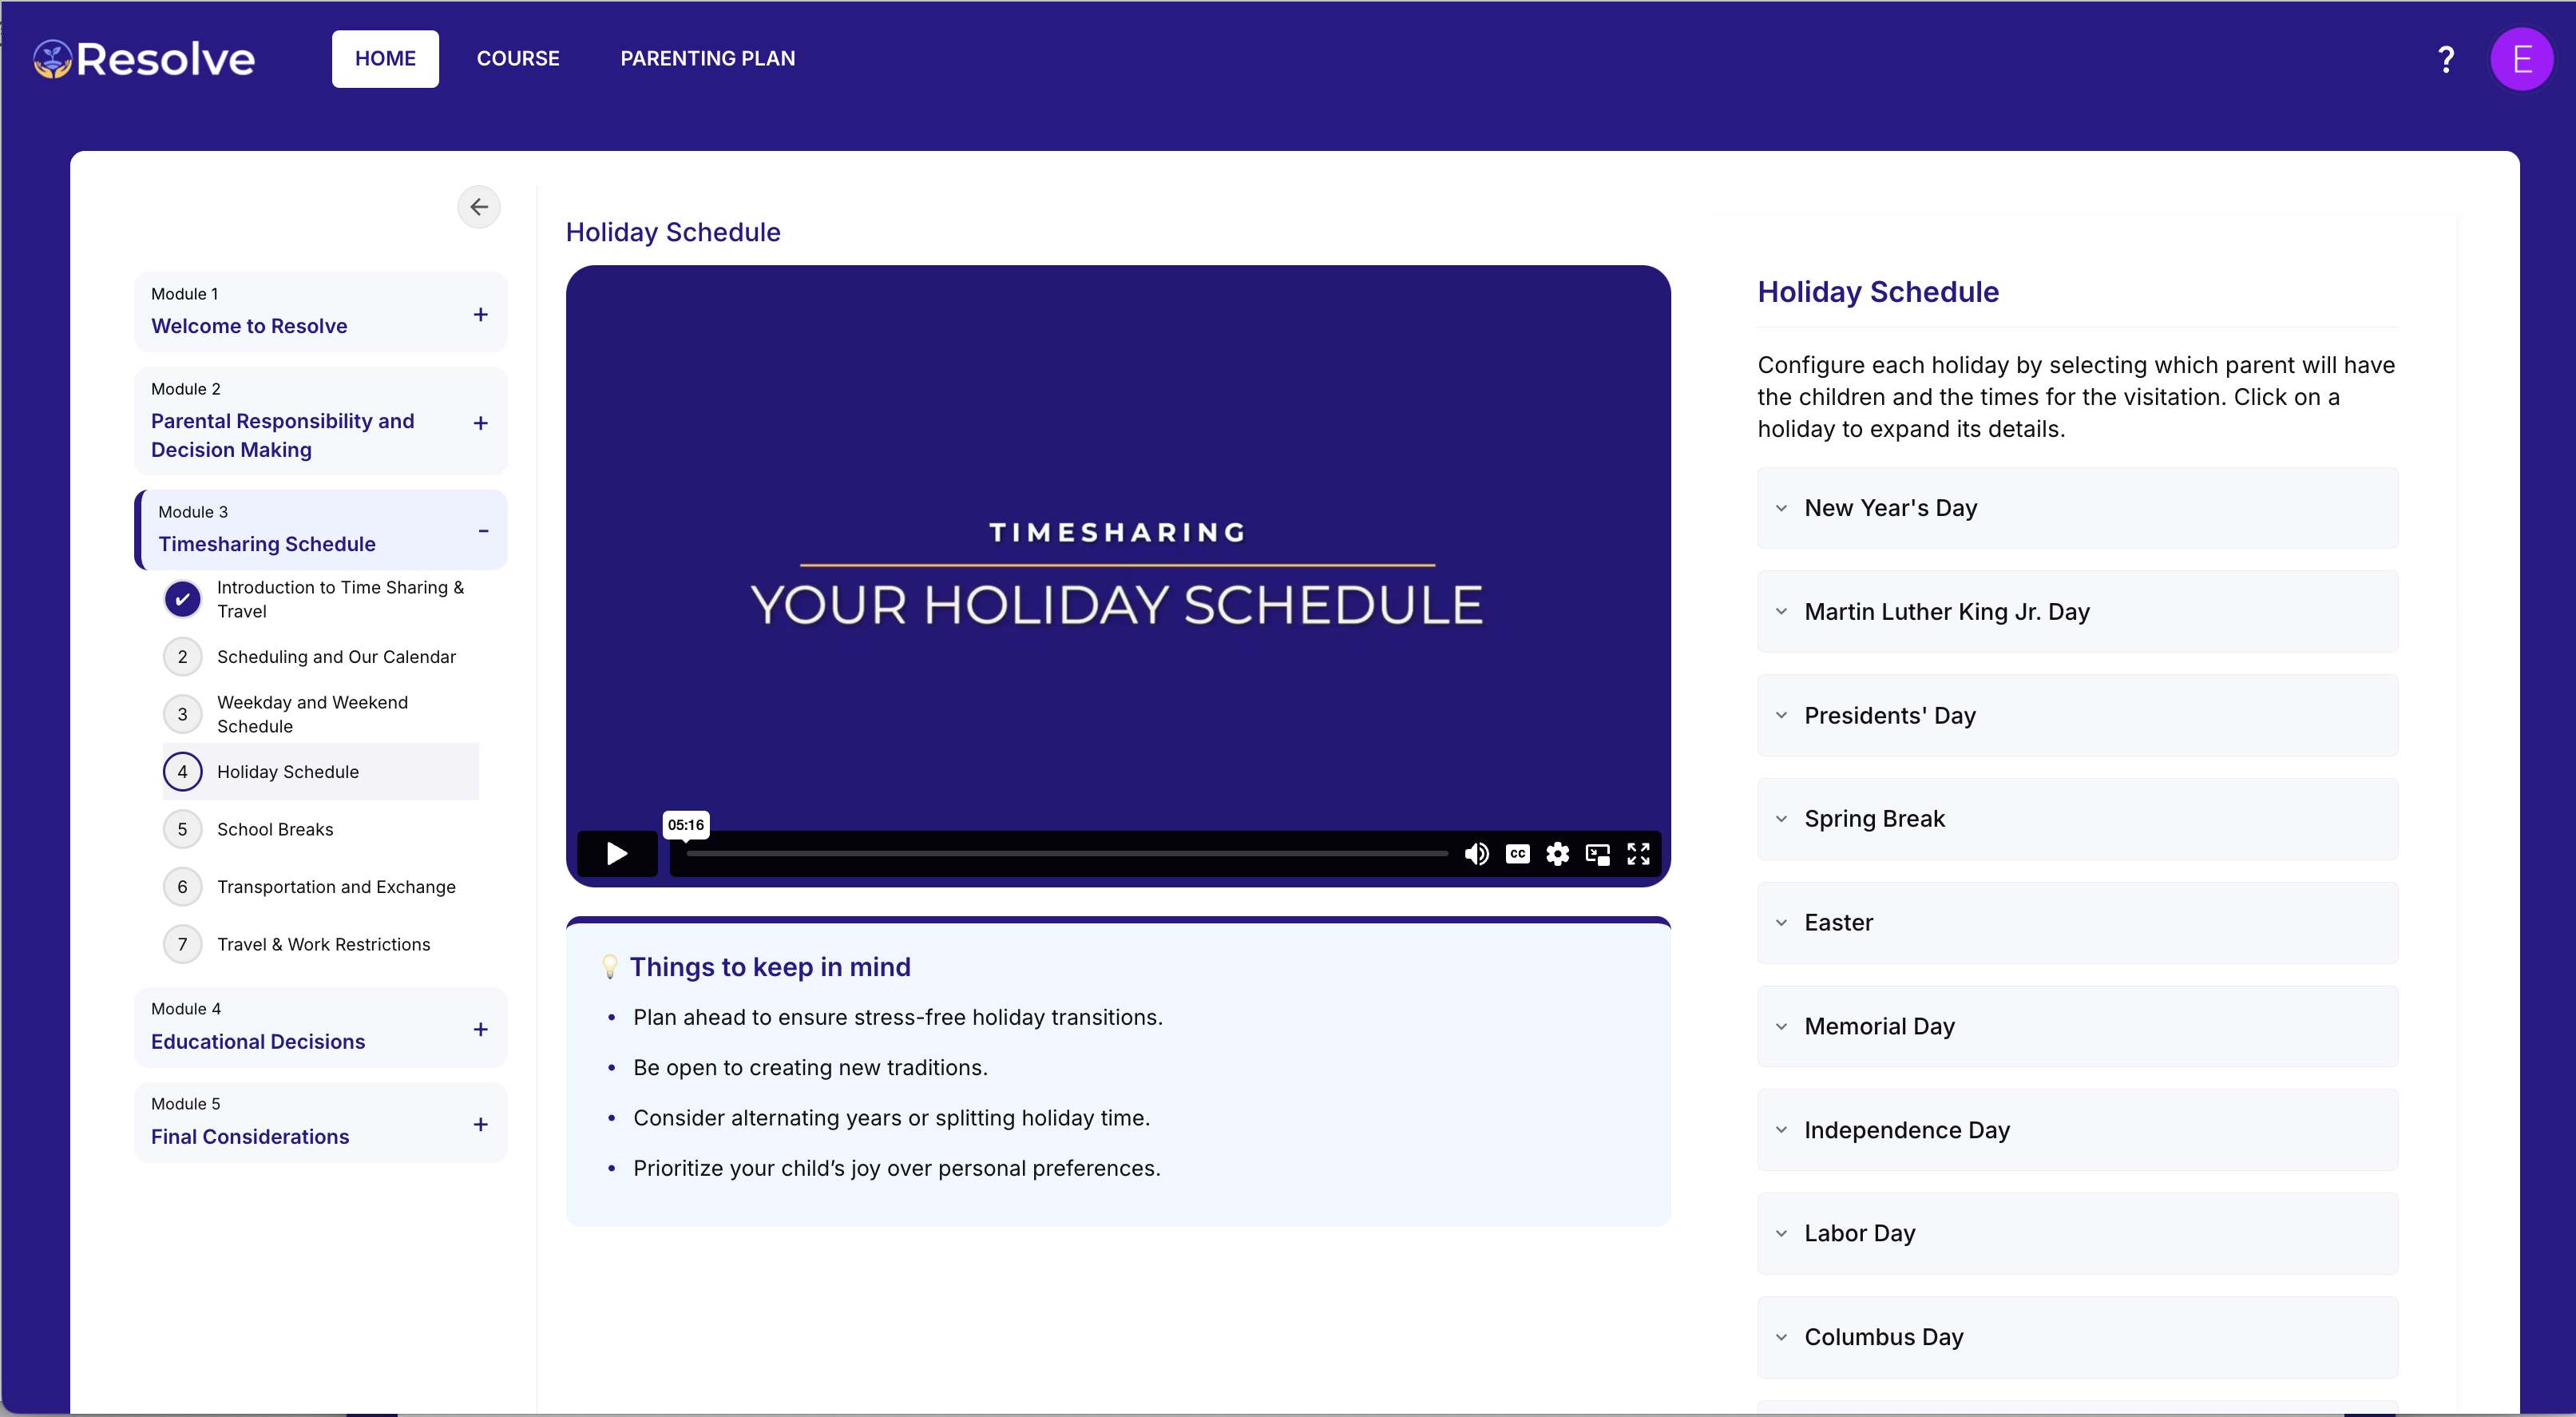 Resolve
HOME
COURSE
PARENTING PLAN
?
E
Module 1
Welcome to Resolve
+
Module 2
Parental Responsibility and
Decision Making
+
Module 3
Timesharing Schedule
-
Introduction to Time Sharing &
Travel
2
Scheduling and Our Calendar
3
Weekday and Weekend
Schedule
4
Holiday Schedule
5
School Breaks
6
Transportation and Exchange
7
Travel & Work Restrictions
Module 4
Educational Decisions
+
Module 5
Final Considerations
+
Holiday Schedule
TIMESHARING
YOUR HOLIDAY SCHEDULE
05:16
CC
Things to keep in mind
• Plan ahead to ensure stress-free holiday transitions.
• Be open to creating new traditions.
• Consider alternating years or splitting holiday time.
• Prioritize your child’s joy over personal preferences.
Holiday Schedule
Configure each holiday by selecting which parent will have
the children and the times for the visitation. Click on a
holiday to expand its details.
New Year's Day
Martin Luther King Jr. Day
Presidents' Day
Spring Break
Easter
Memorial Day
Independence Day
Labor Day
Columbus Day